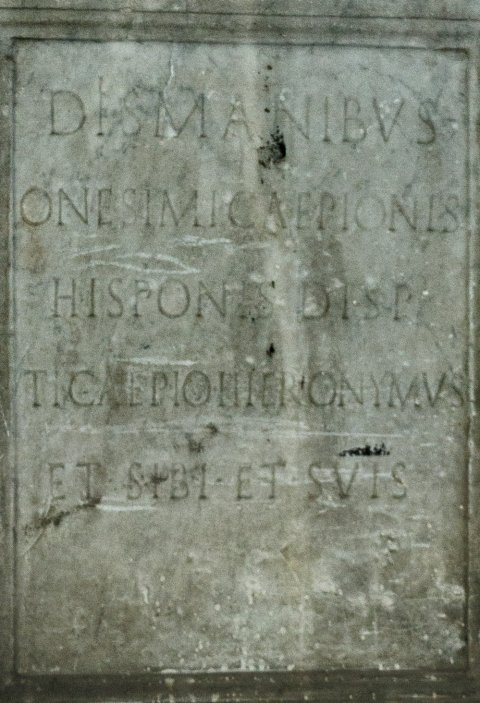 DIS MANIBVS
ONESIMI CAEPIONIS
HISPONIS DISP
TI CAEPIO HIERONYMVS
ET · SIBI · ET SVIS